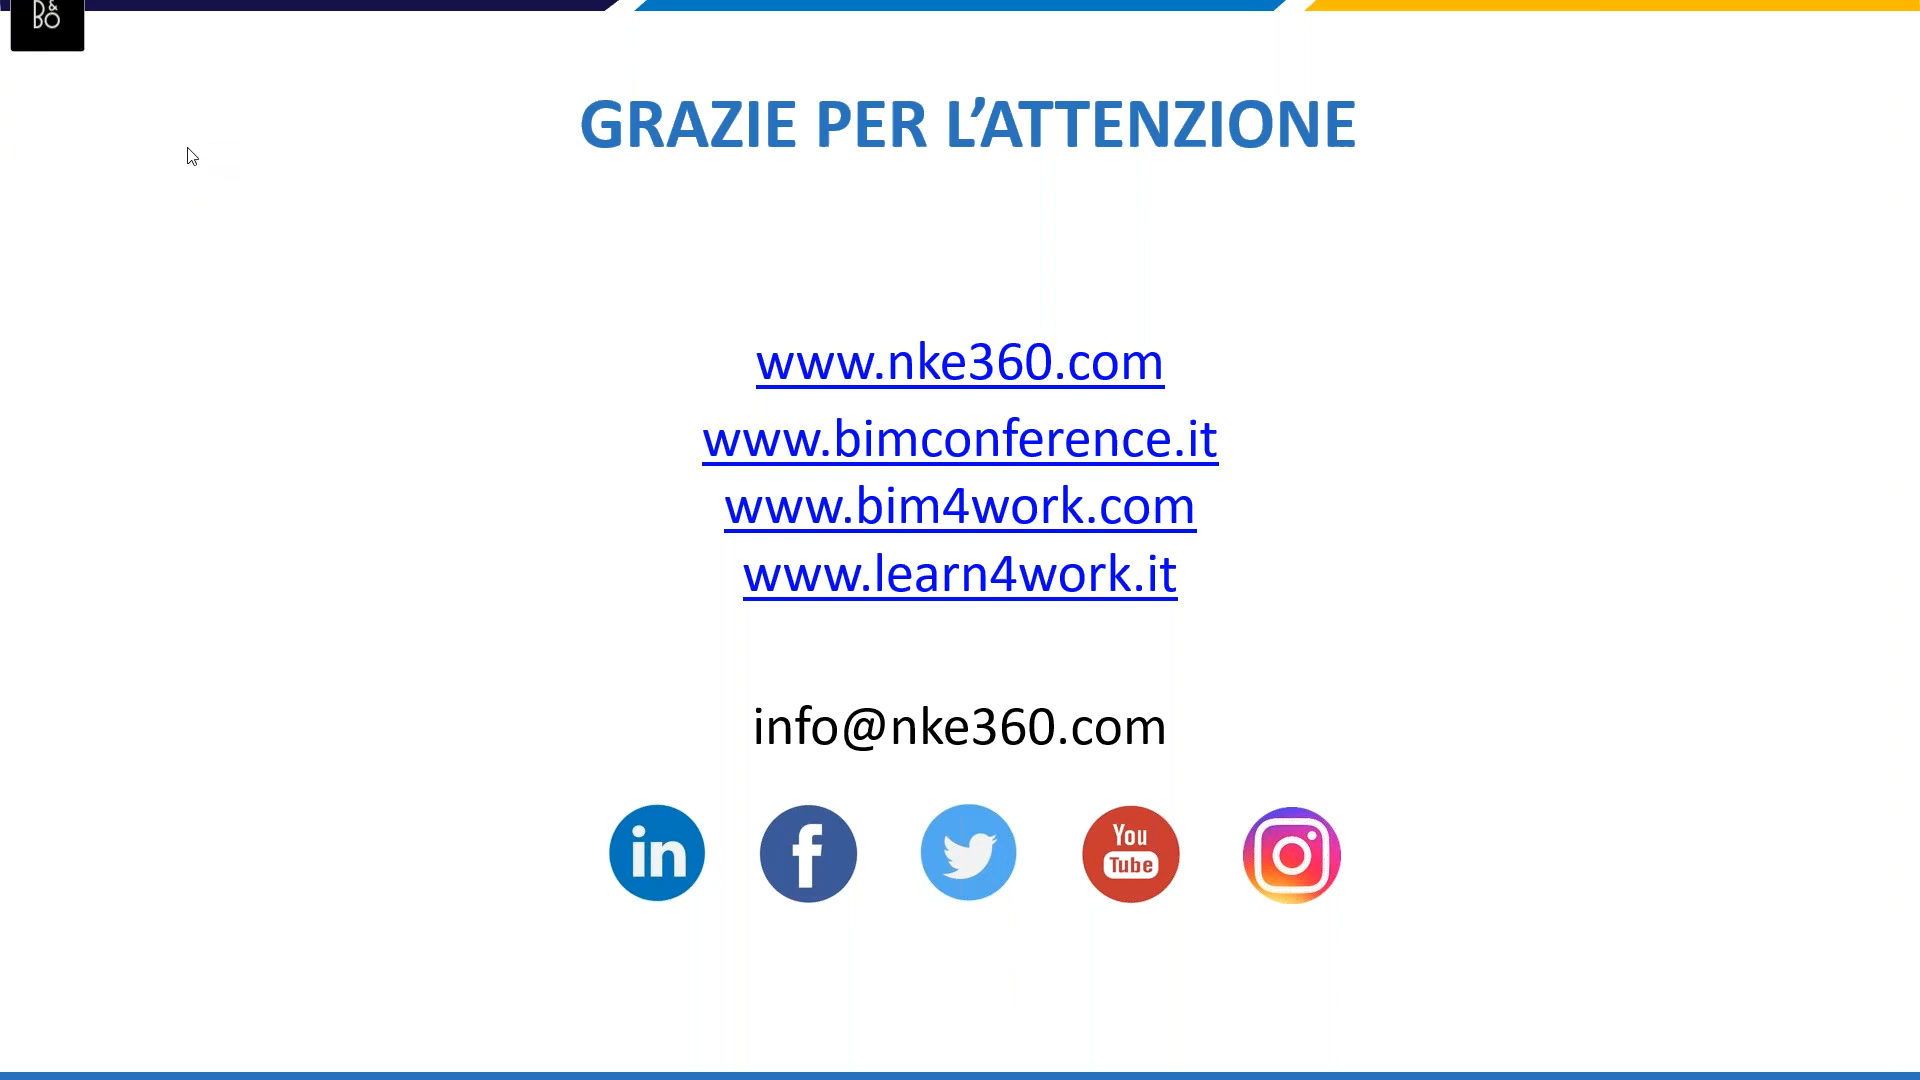 B&
BO
GRAZIE PER L’ATTENZIONE
www.nke360.com
www.bimconference.it
www.bim4work.com
www.learn4work.it
info@nke360.com
in
f
You
Tube